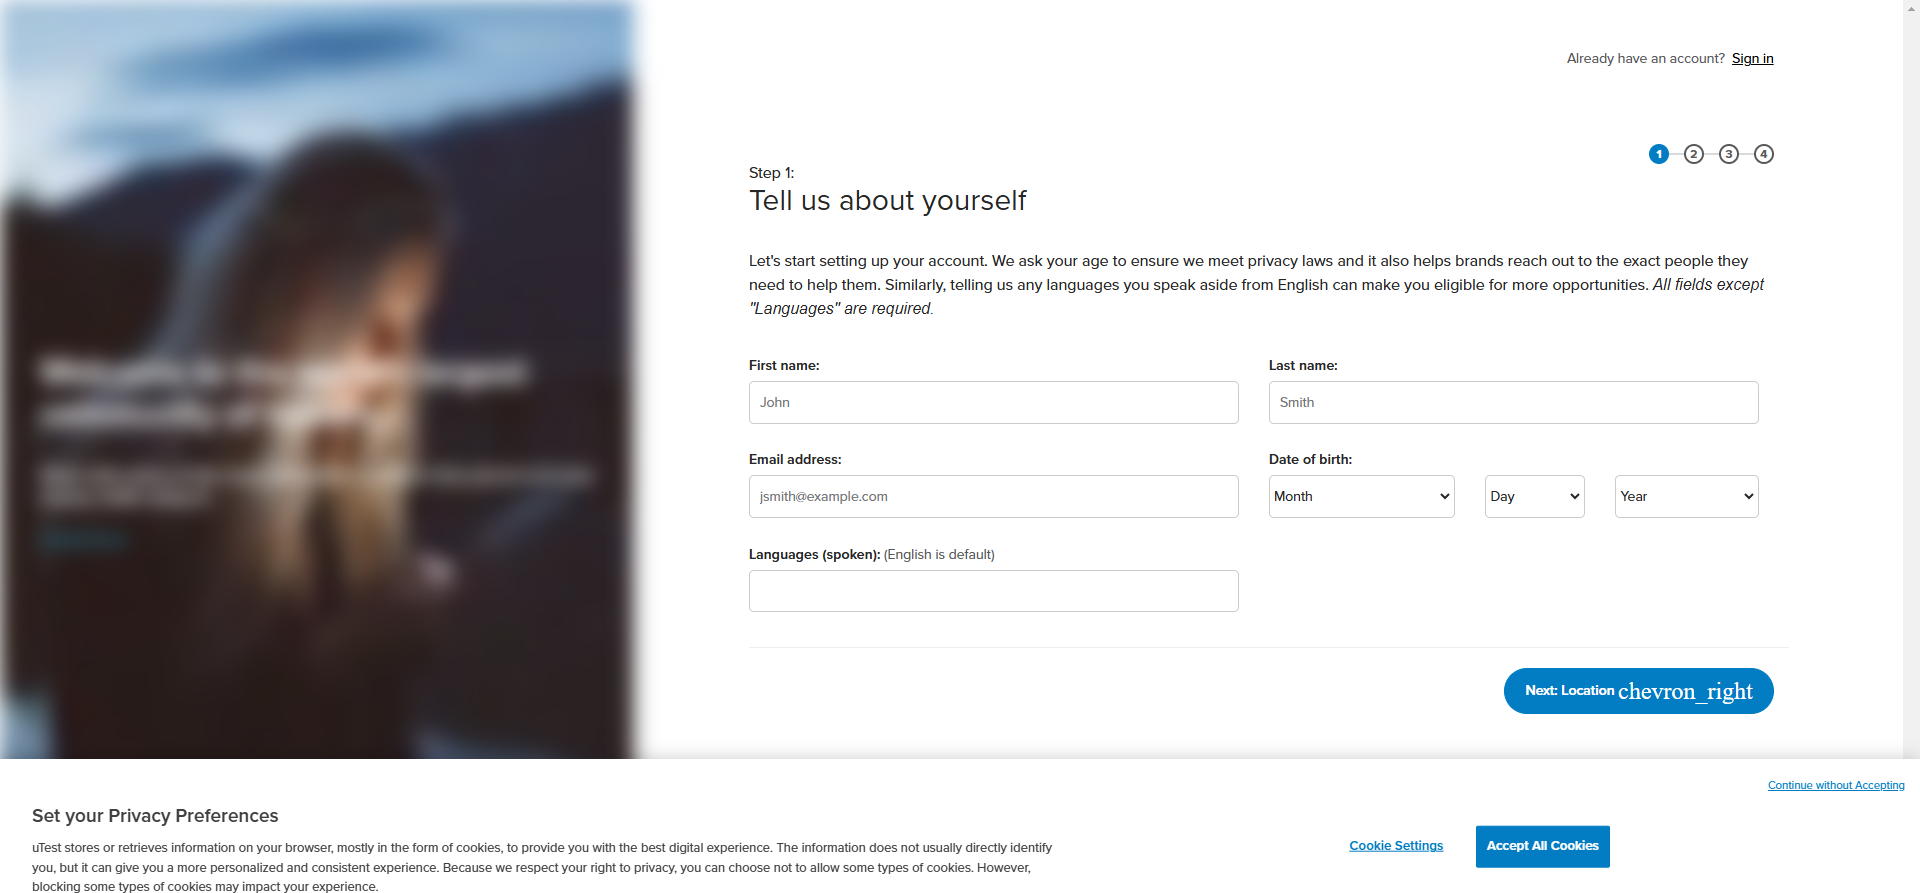 Already have an account? Sign in
1 2 3 4
Step 1:
Tell us about yourself
Let's start setting up your account. We ask your age to ensure we meet privacy laws and it also helps brands reach out to the exact people they
need to help them. Similarly, telling us any languages you speak aside from English can make you eligible for more opportunities. All fields except
"Languages" are required.
First name:
Last name:
John
Smith
Email address:
Date of birth:
jsmith@example.com
Month
Day
Year
Languages (spoken): (English is default)
Next: Location chevron_right
Continue without Accepting
Set your Privacy Preferences
uTest stores or retrieves information on your browser, mostly in the form of cookies, to provide you with the best digital experience. The information does not usually directly identify
you, but it can give you a more personalized and consistent experience. Because we respect your right to privacy, you can choose not to allow some types of cookies. However,
blocking some types of cookies may impact your experience.
Cookie Settings
Accept All Cookies